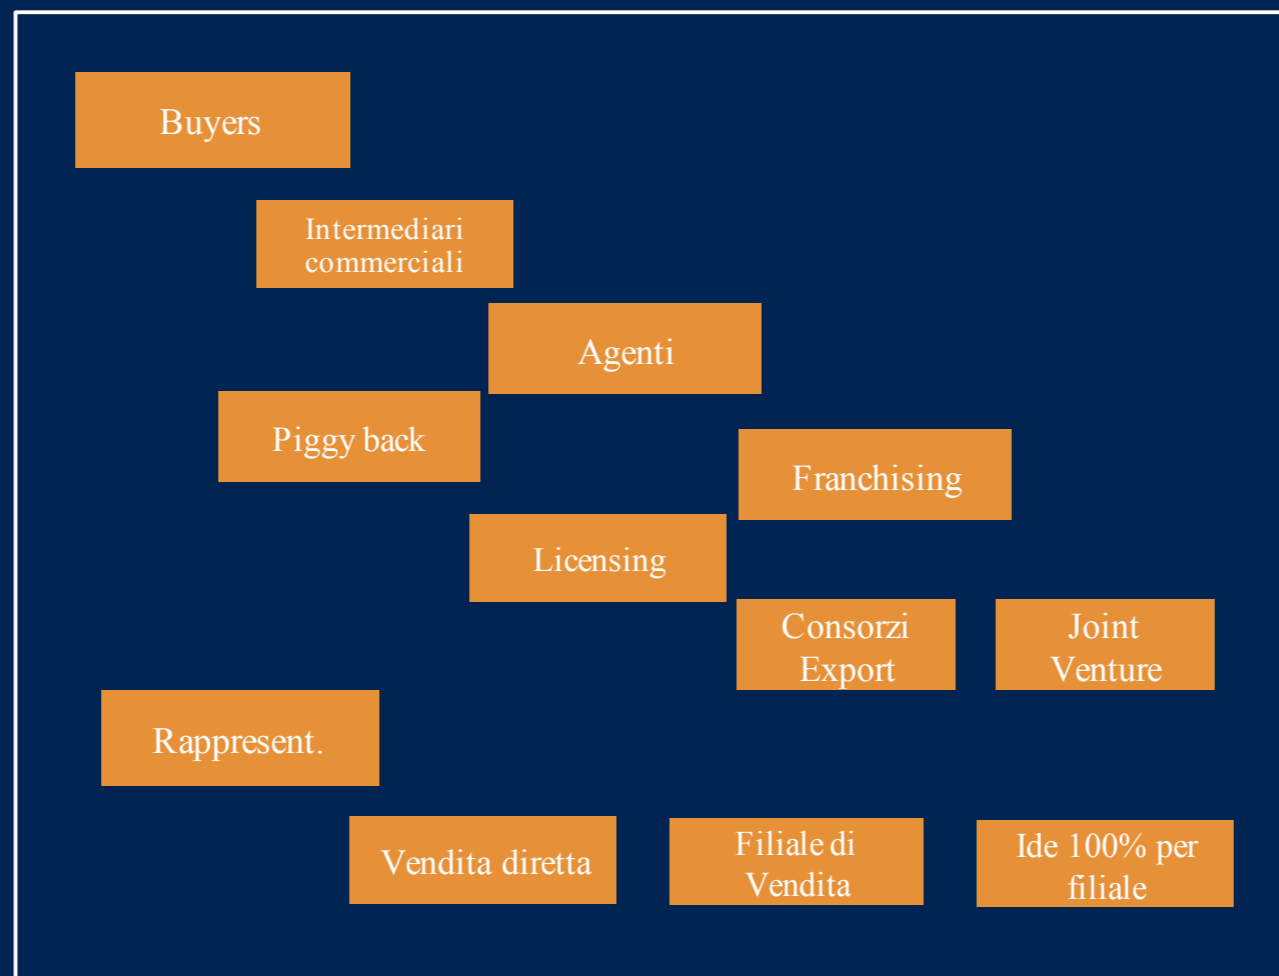 Buyers
Intermediari
commerciali
Agenti
Piggy back
Franchising
Licensing
Consorzi
Export
Joint
Venture
Rappresent.
Vendita diretta
Filiale di
Vendita
Ide 100% per
filiale